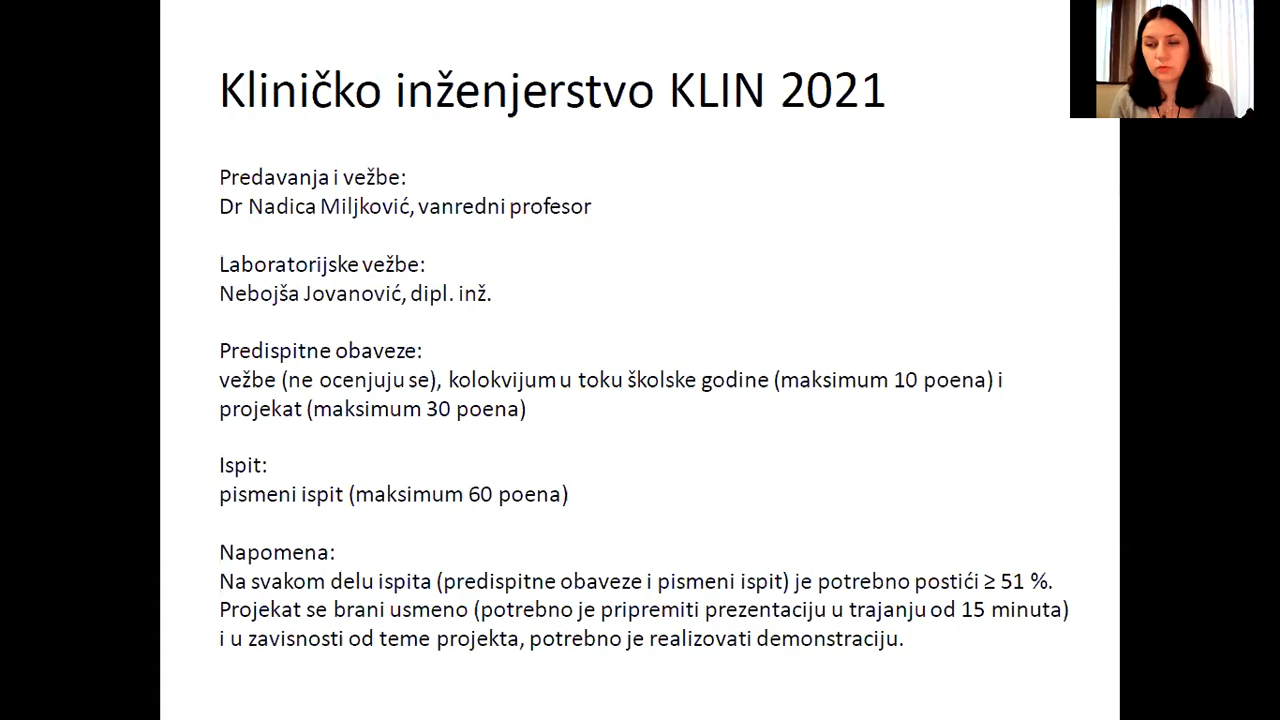 Kliničko inženjerstvo KLIN 2021
Predavanja i vežbe:
Dr Nadica Miljković, vanredni profesor
Laboratorijske vežbe:
Nebojša Jovanović, dipl. inž.
Predispitne obaveze:
vežbe (ne ocenjuju se), kolokvijum u toku školske godine (maksimum 10 poena) i
projekat (maksimum 30 poena)
Ispit:
pismeni ispit (maksimum 60 poena)
Napomena:
Na svakom delu ispita (predispitne obaveze i pismeni ispit) je potrebno postići ≥ 51 %.
Projekat se brani usmeno (potrebno je pripremiti prezentaciju u trajanju od 15 minuta)
i u zavisnosti od teme projekta, potrebno je realizovati demonstraciju.